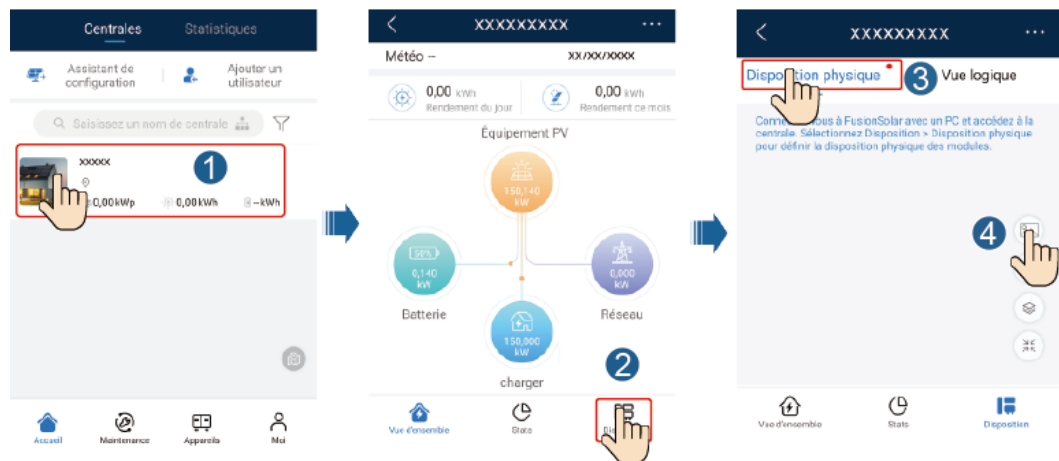 Centrales Statistiques
Assistant de configuration
Ajouter un utilisateur
Saisissez un nom de centrale
xxxxx
1
0,00kWp 0,00kWh --kWh
Accueil Maintenance Appareils Moi
XXXXXXXXX ...
Météo -- XX/XX/XXXX
0,00 kWh
Rendement du jour
0,00 kWh
Rendement ce mois
Équipement PV
150,140
kW
50%
0,140
kW
0,000
kW
Batterie Réseau
150,000
kW
charger
2
Vue d'ensemble Stats
XXXXXXXXX ...
Disposition physique 3 Vue logique
à FusionSolar avec un PC et accédez à la
centrale. Sélectionnez Disposition > Disposition physique
pour définir la disposition physique des modules.
4
Vue d'ensemble Stats Disposition